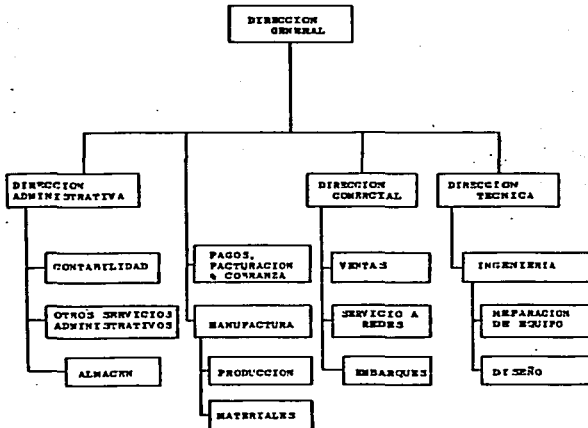 DIRECCION
GENERAL
DIRECCION
ADMINISTRATIVA
DIRECCION
COMERCIAL
DIRECCION
TECNICA
CONTABILIDAD
PAGOS,
FACTURACION
& COBRANZA
VENTAS
INGENIERIA
OTROS SERVICIOS
ADMINISTRATIVOS
MANUFACTURA
SERVICIO A
REDES
REPARACION
DE EQUIPO
ALMACEN
PRODUCCION
EMBARQUES
DISEÑO
MATERIALES